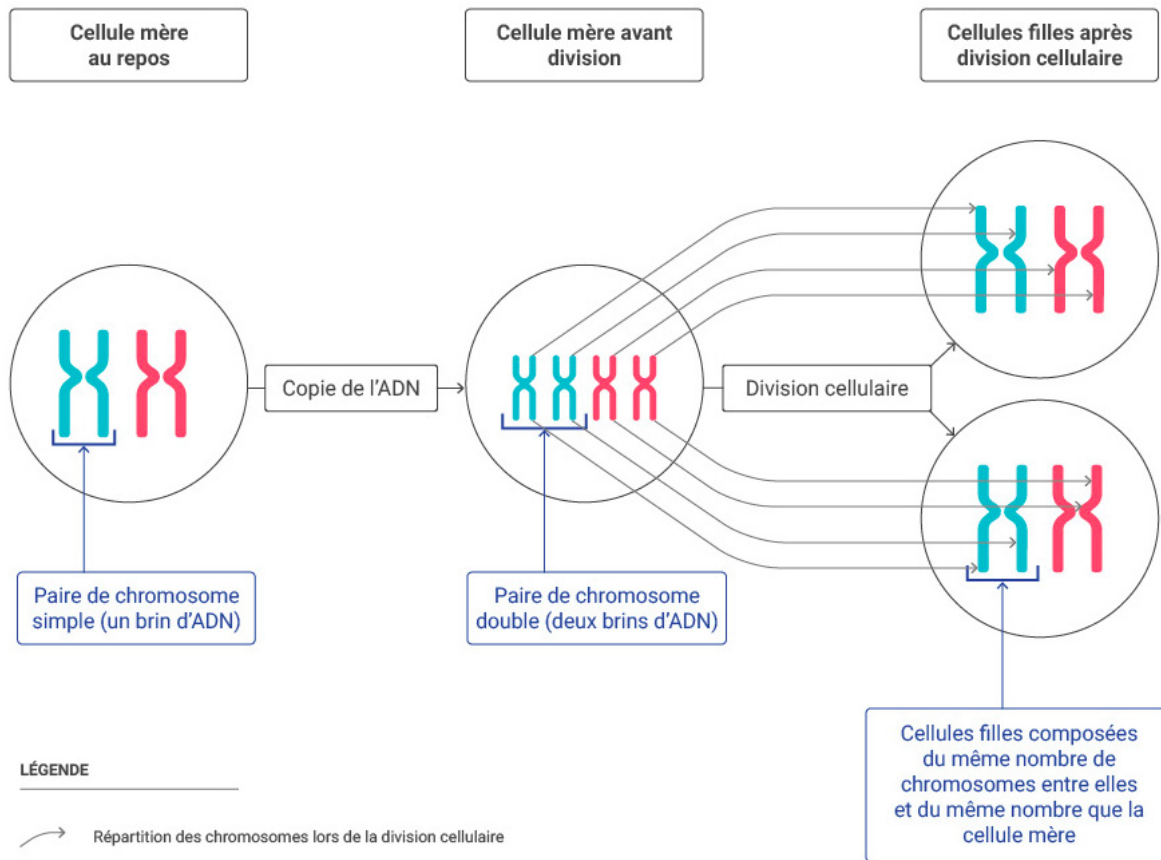 Cellule mère
au repos
Cellule mère avant
division
Cellules filles après
division cellulaire
Copie de l'ADN
Division cellulaire
Paire de chromosome
simple (un brin d'ADN)
Paire de chromosome
double (deux brins d'ADN)
Cellules filles composées
du même nombre de
chromosomes entre elles
et du même nombre que la
cellule mère
LÉGENDE
Répartition des chromosomes lors de la division cellulaire